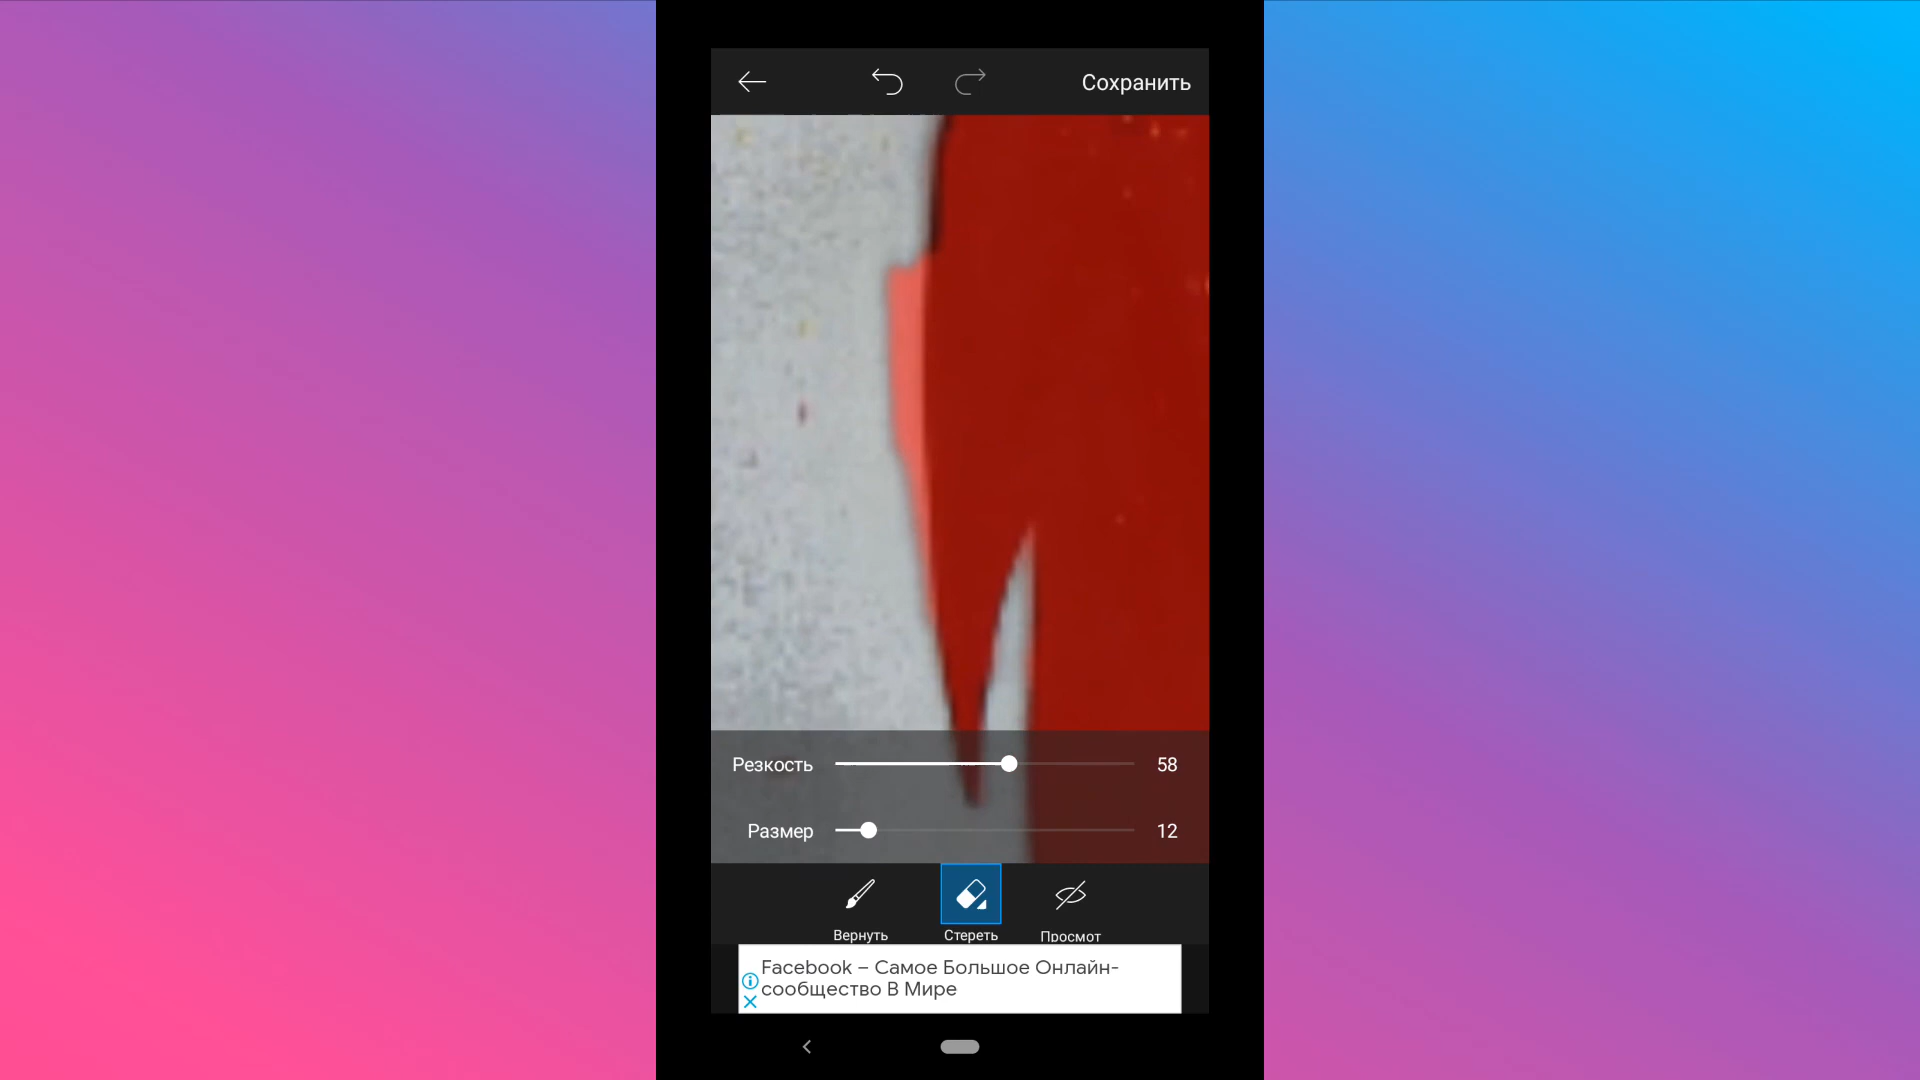 Сохранить
Резкость 58
Размер 12
Вернуть Стереть Просмот
Facebook – Самое Большое Онлайн-
сообщество В Мире